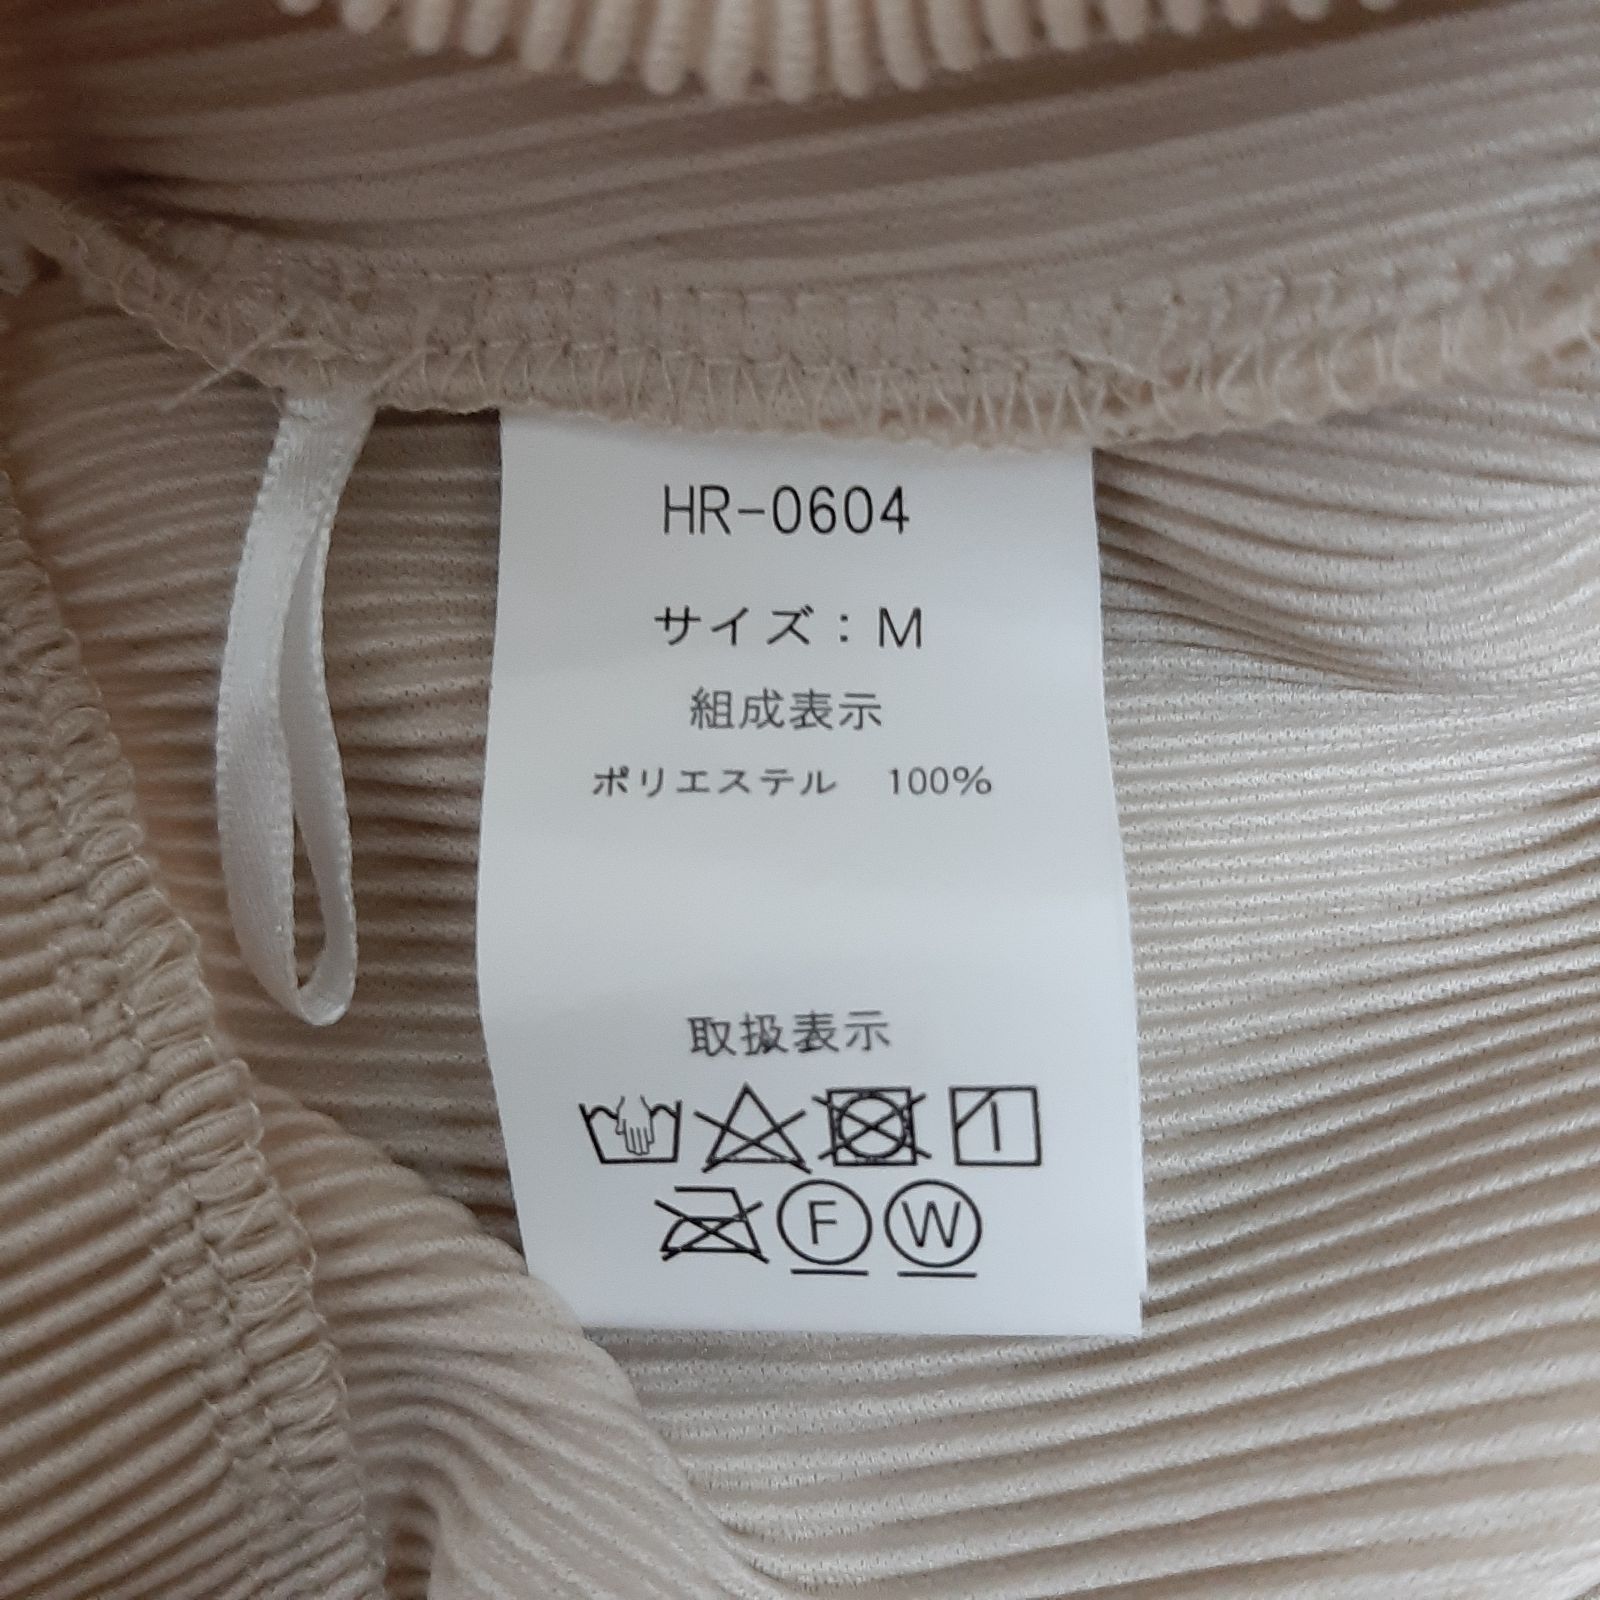 HR-0604
サイズ：M
組成表示
ポリエステル　100%
取扱表示
F W